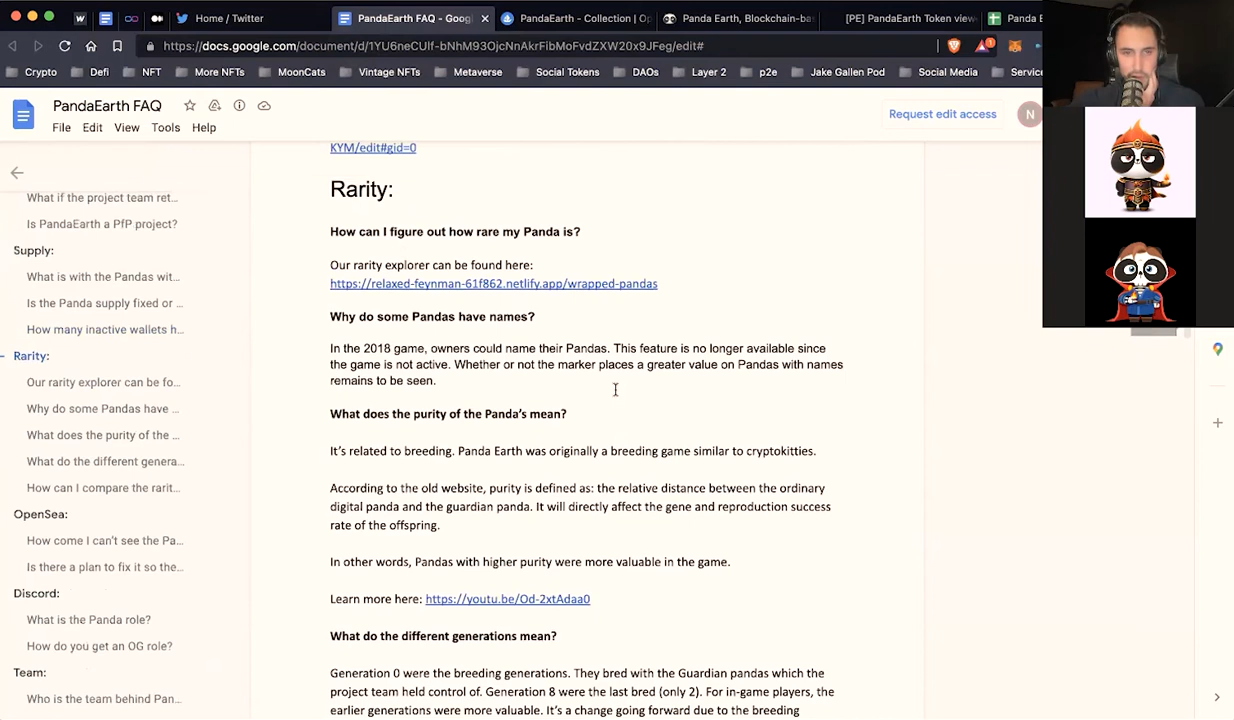 Home / Twitter
PandaEarth FAQ - Goog
PandaEarth - Collection | Op
Panda Earth, Blockchain-ba
[PE] PandaEarth Token view
Panda E
https://docs.google.com/document/d/1YU6neCUlf-bNhM93OjcNnAkrFibMoFvdZXW20x9JFeg/edit#
Crypto
Defi
NFT
More NFTs
MoonCats
Vintage NFTs
Metaverse
Social Tokens
DAOs
Layer 2
p2e
Jake Gallen Pod
Social Media
Service
PandaEarth FAQ
File Edit View Tools Help
Request edit access
N
What if the project team ret...
Is PandaEarth a PfP project?
Supply:
What is with the Pandas wit...
Is the Panda supply fixed or ...
How many inactive wallets h...
Rarity:
Our rarity explorer can be fo...
Why do some Pandas have ...
What does the purity of the ...
What do the different genera...
How can I compare the rarit...
OpenSea:
How come I can't see the Pa...
Is there a plan to fix it so the...
Discord:
What is the Panda role?
How do you get an OG role?
Team:
Who is the team behind Pan...
KYM/edit#gid=0
Rarity:
How can I figure out how rare my Panda is?
Our rarity explorer can be found here:
https://relaxed-feynman-61f862.netlify.app/wrapped-pandas
Why do some Pandas have names?
In the 2018 game, owners could name their Pandas. This feature is no longer available since
the game is not active. Whether or not the marker places a greater value on Pandas with names
remains to be seen.
What does the purity of the Panda's mean?
It's related to breeding. Panda Earth was originally a breeding game similar to cryptokitties.
According to the old website, purity is defined as: the relative distance between the ordinary
digital panda and the guardian panda. It will directly affect the gene and reproduction success
rate of the offspring.
In other words, Pandas with higher purity were more valuable in the game.
Learn more here: https://youtu.be/Od-2xtAdaa0
What do the different generations mean?
Generation 0 were the breeding generations. They bred with the Guardian pandas which the
project team held control of. Generation 8 were the last bred (only 2). For in-game players, the
earlier generations were more valuable. It's a change going forward due to the breeding